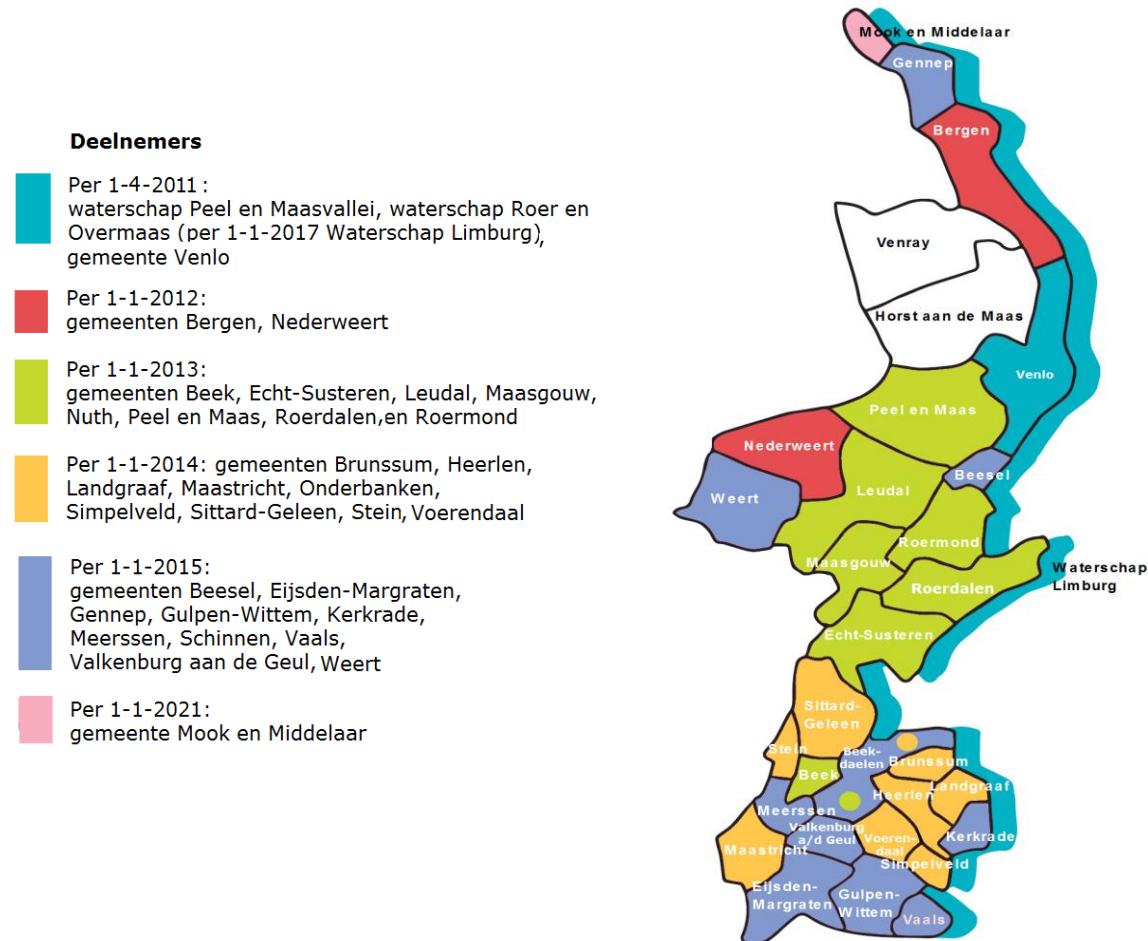 Deelnemers
Per 1-4-2011:
waterschap Peel en Maasvallei, waterschap Roer en
Overmaas (per 1-1-2017 Waterschap Limburg),
gemeente Venlo
Per 1-1-2012:
gemeenten Bergen, Nederweert
Per 1-1-2013:
gemeenten Beek, Echt-Susteren, Leudal, Maasgouw,
Nuth, Peel en Maas, Roerdalen,en Roermond
Per 1-1-2014: gemeenten Brunssum, Heerlen,
Landgraaf, Maastricht, Onderbanken,
Simpelveld, Sittard-Geleen, Stein, Voerendaal
Per 1-1-2015:
gemeenten Beesel, Eijsden-Margraten,
Gennep, Gulpen-Wittem, Kerkrade,
Meerssen, Schinnen, Vaals,
Valkenburg aan de Geul, Weert
Per 1-1-2021:
gemeente Mook en Middelaar
Mook en Middelaar
Gennep
Bergen
Venray
Horst aan de Maas
Venlo
Peel en Maas
Nederweert
Beesel
Leudal
Weert
Roermond
Maasgouw
Waterschap
Limburg
Roerdalen
Echt-Susteren
Sittard-
Geleen
Stein
Beek-
daelen
Brunssum
Beek
Landgraaf
Heerlen
Meerssen
Valkenburg
a/d Geul
Kerkrade
Voeren-
daal
Maastricht
Simpelveld
Eijsden-
Margraten
Gulpen-
Wittem
Vaals